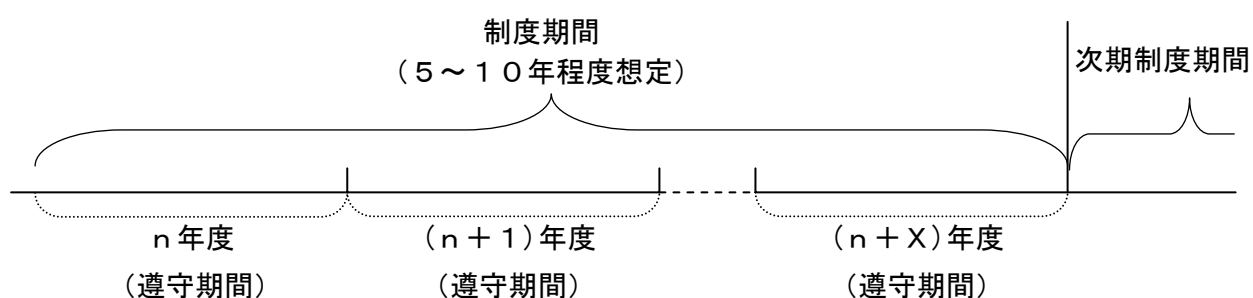 制度期間
（５～１０年程度想定）
次期制度期間
ｎ年度
（ｎ＋１）年度
（ｎ＋Ｘ）年度
（遵守期間）
（遵守期間）
（遵守期間）